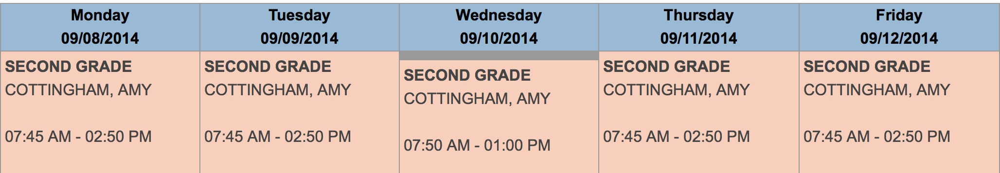 Monday
09/08/2014
Tuesday
09/09/2014
Wednesday
09/10/2014
Thursday
09/11/2014
Friday
09/12/2014
SECOND GRADE
COTTINGHAM, AMY
07:45 AM - 02:50 PM
SECOND GRADE
COTTINGHAM, AMY
07:45 AM - 02:50 PM
SECOND GRADE
COTTINGHAM, AMY
07:50 AM - 01:00 PM
SECOND GRADE
COTTINGHAM, AMY
07:45 AM - 02:50 PM
SECOND GRADE
COTTINGHAM, AMY
07:45 AM - 02:50 PM